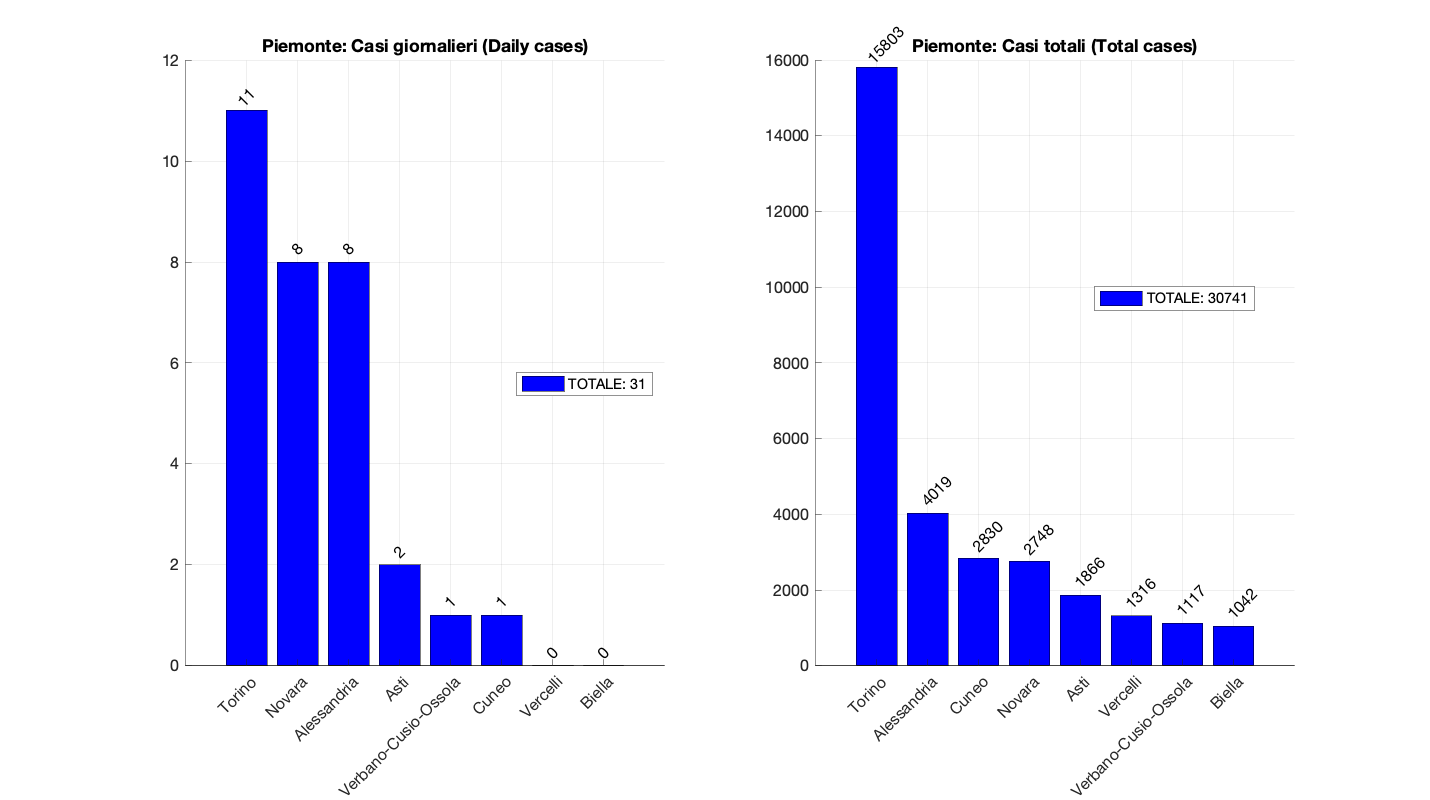 Piemonte: Casi giornalieri (Daily cases)
12
10
8
6
4
2
0
11
8
8
2
1
1
0
0
TOTALE: 31
Torino
Novara
Alessandria
Asti
Verbano-Cusio-Ossola
Cuneo
Vercelli
Biella
Piemonte: Casi totali (Total cases)
16000
14000
12000
10000
8000
6000
4000
2000
0
15803
4019
2830
2748
1866
1316
1117
1042
TOTALE: 30741
Torino
Alessandria
Cuneo
Novara
Asti
Vercelli
Verbano-Cusio-Ossola
Biella